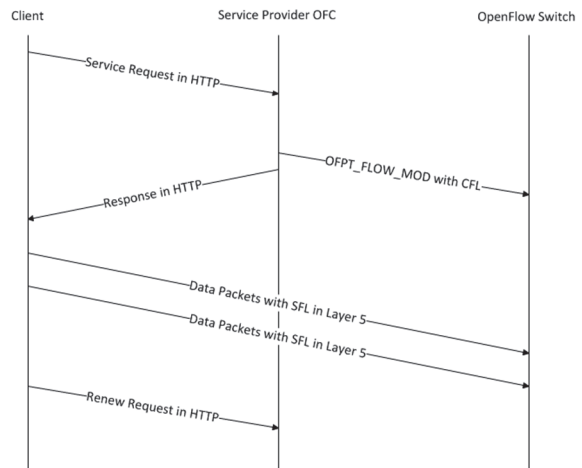 Client
Service Provider OFC
OpenFlow Switch
Service Request in HTTP
OFPT_FLOW_MOD with CFL
Response in HTTP
Data Packets with SFL in Layer 5
Data Packets with SFL in Layer 5
Renew Request in HTTP